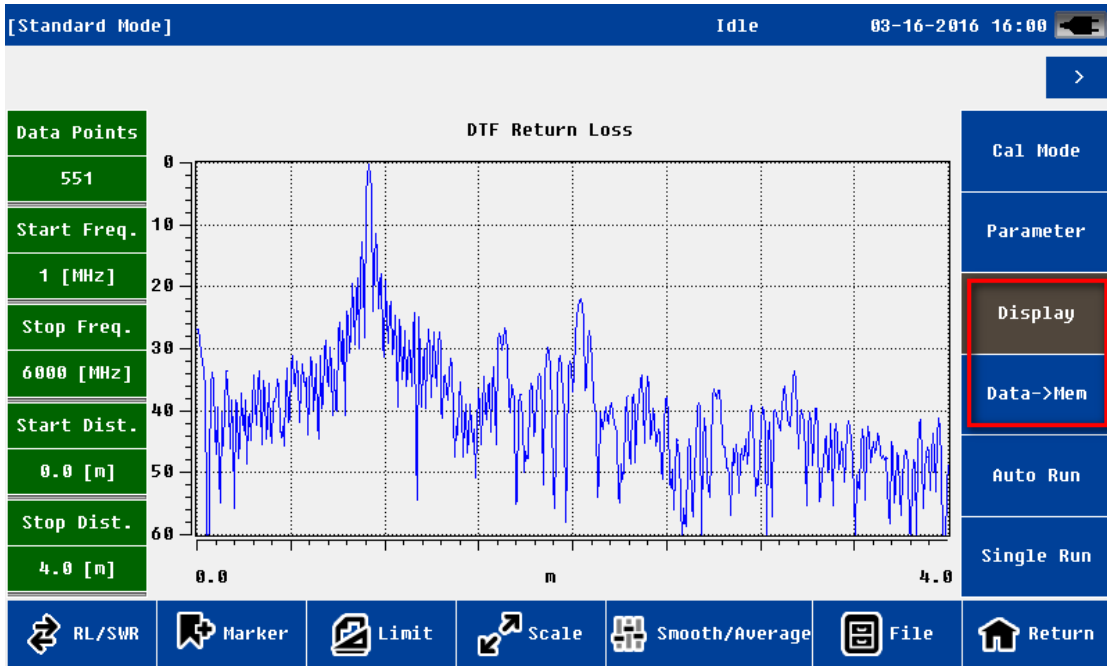 [Standard Mode] Idle 03-16-2016 16:00
>
Data Points
551
Start Freq.
1 [MHz]
Stop Freq.
6000 [MHz]
Start Dist.
0.0 [m]
Stop Dist.
4.0 [m]
DTF Return Loss
0
10
20
30
40
50
60
0.0 m 4.0
Cal Mode
Parameter
Display
Data->Mem
Auto Run
Single Run
RL/SWR Marker Limit Scale Smooth/Average File Return